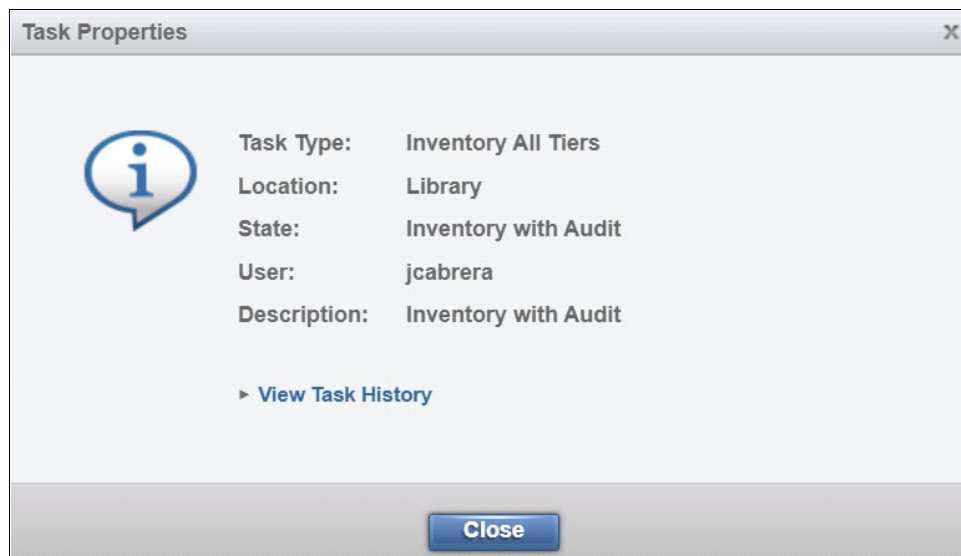 Task Properties x
Task Type: Inventory All Tiers
Location: Library
State: Inventory with Audit
User: jcabrera
Description: Inventory with Audit
View Task History
Close